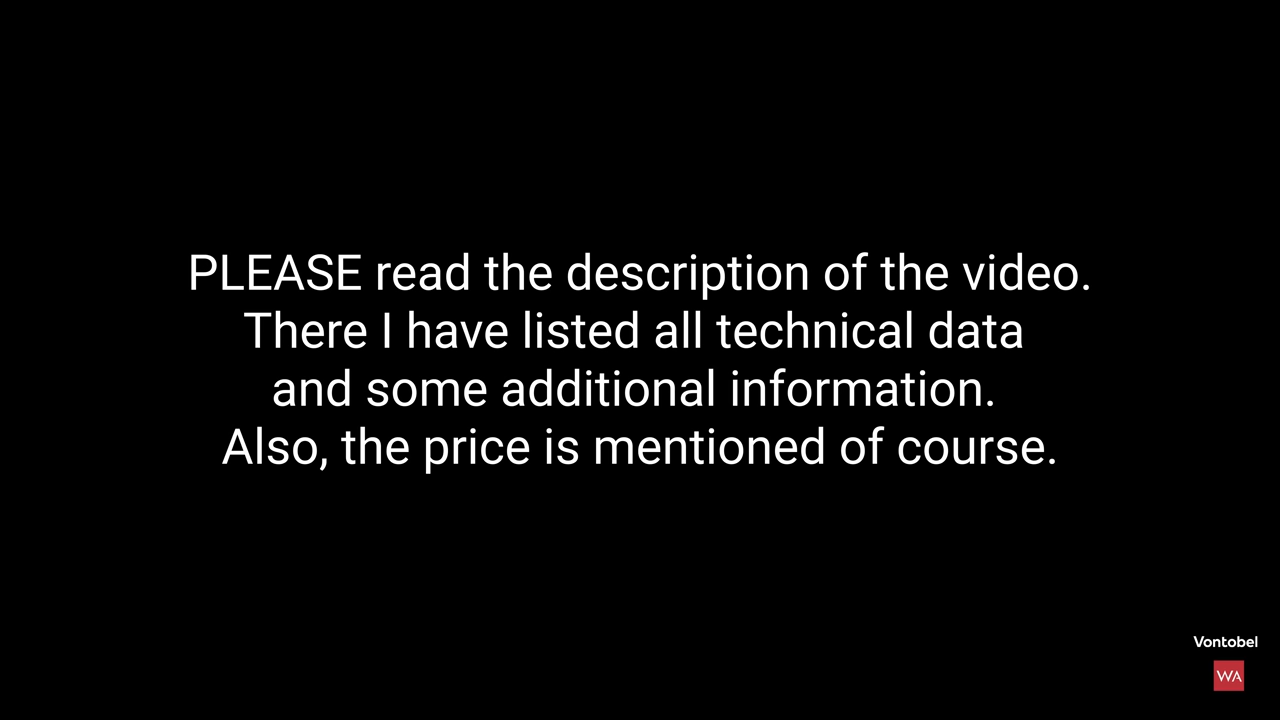 PLEASE read the description of the video.
There I have listed all technical data
and some additional information.
Also, the price is mentioned of course.
Vontobel
WA